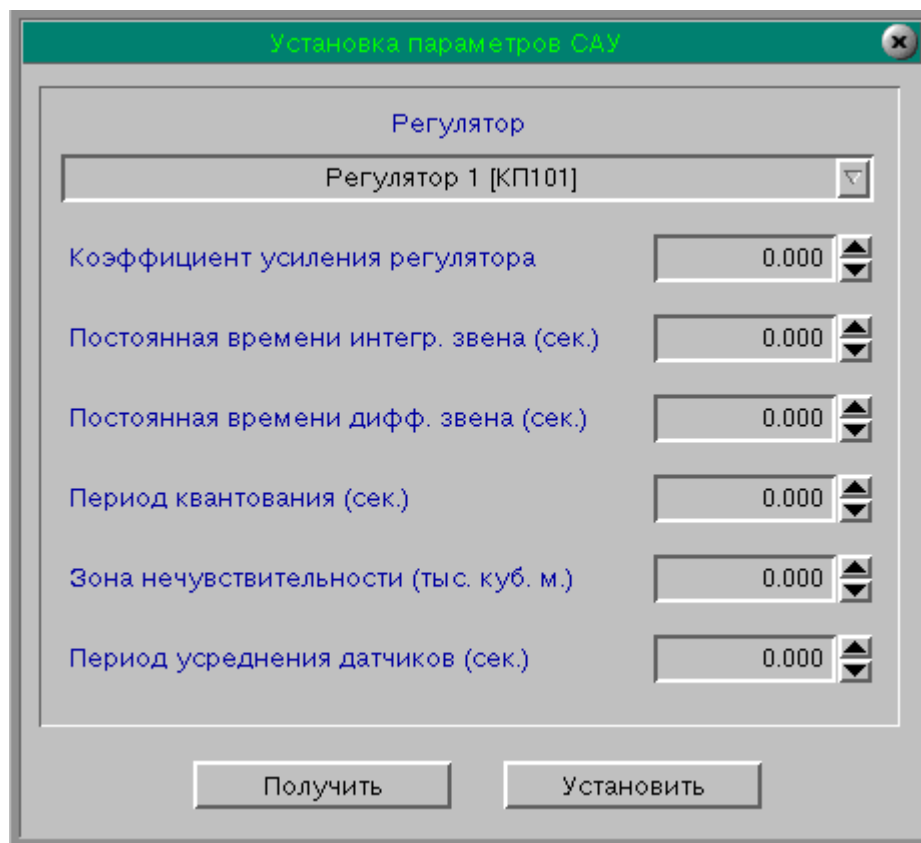 Установка параметров САУ
Регулятор
Регулятор 1 [КП101]
Коэффициент усиления регулятора 0.000
Постоянная времени интегр. звена (сек.) 0.000
Постоянная времени дифф. звена (сек.) 0.000
Период квантования (сек.) 0.000
Зона нечувствительности (тыс. куб. м.) 0.000
Период усреднения датчиков (сек.) 0.000
Получить Установить